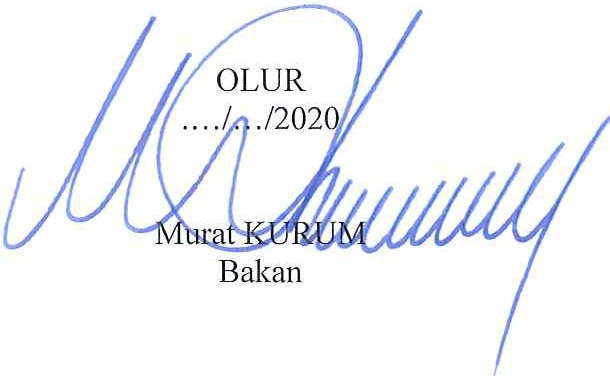 OLUR
…./…/2020
Murat KURUM
Bakan